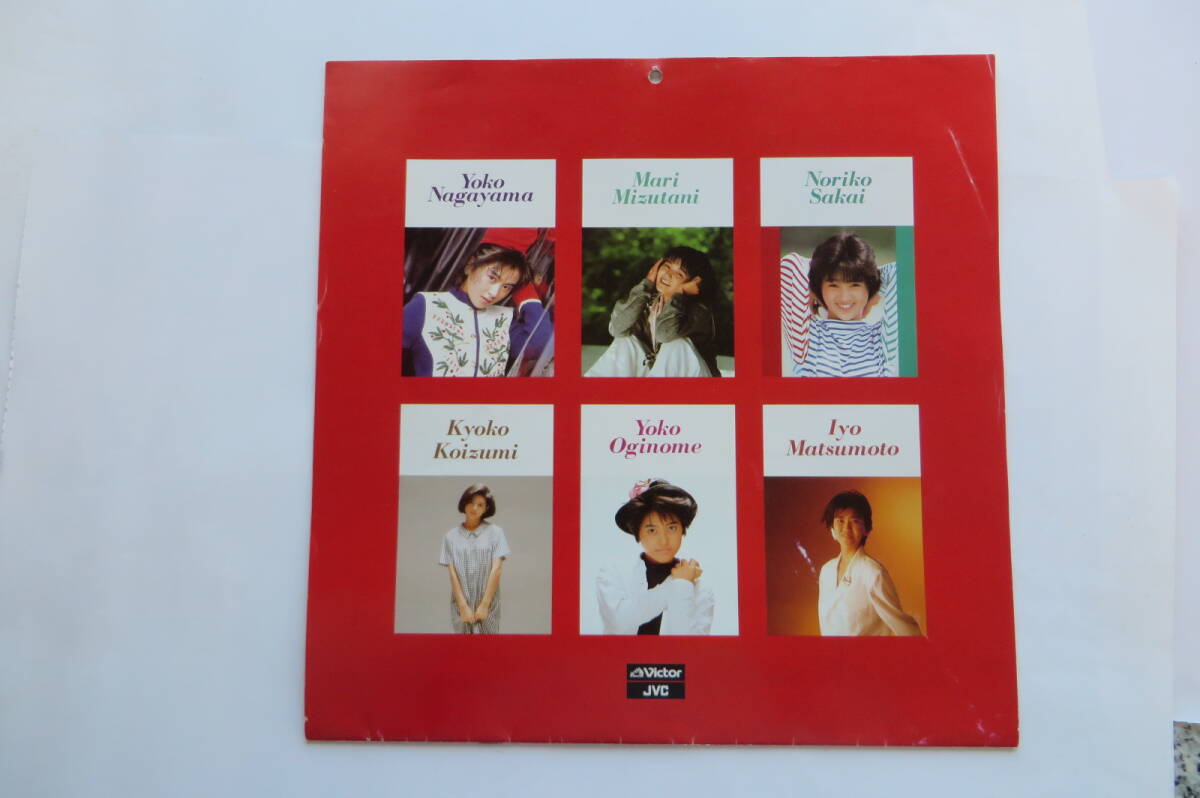 Yoko
Nagayama
Mari
Mizutani
Noriko
Sakai
Kyoko
Koizumi
Yoko
Oginome
Iyo
Matsumoto
Victor
JVC